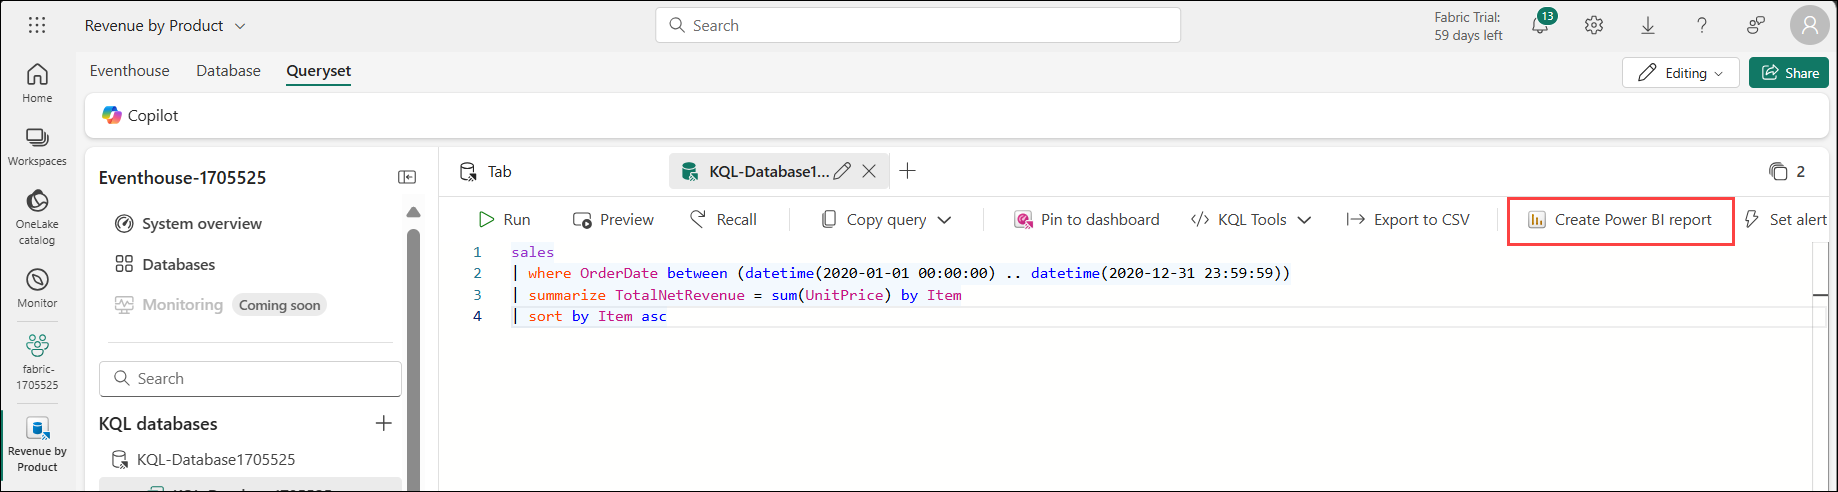 Revenue by Product
Search
Fabric Trial:
59 days left
13
?
Eventhouse
Database
Queryset
Editing
Share
Copilot
Home
Workspaces
OneLake
catalog
Monitor
fabric-
1705525
Revenue by
Product
Eventhouse-1705525
System overview
Databases
Monitoring
Coming soon
Search
KQL databases
KQL-Database1705525
Tab
KQL-Database1...
2
Run
Preview
Recall
Copy query
Pin to dashboard
</> KQL Tools
Export to CSV
Create Power BI report
Set alert
1 sales
2 | where OrderDate between (datetime(2020-01-01 00:00:00) .. datetime(2020-12-31 23:59:59))
3 | summarize TotalNetRevenue = sum(UnitPrice) by Item
4 | sort by Item asc